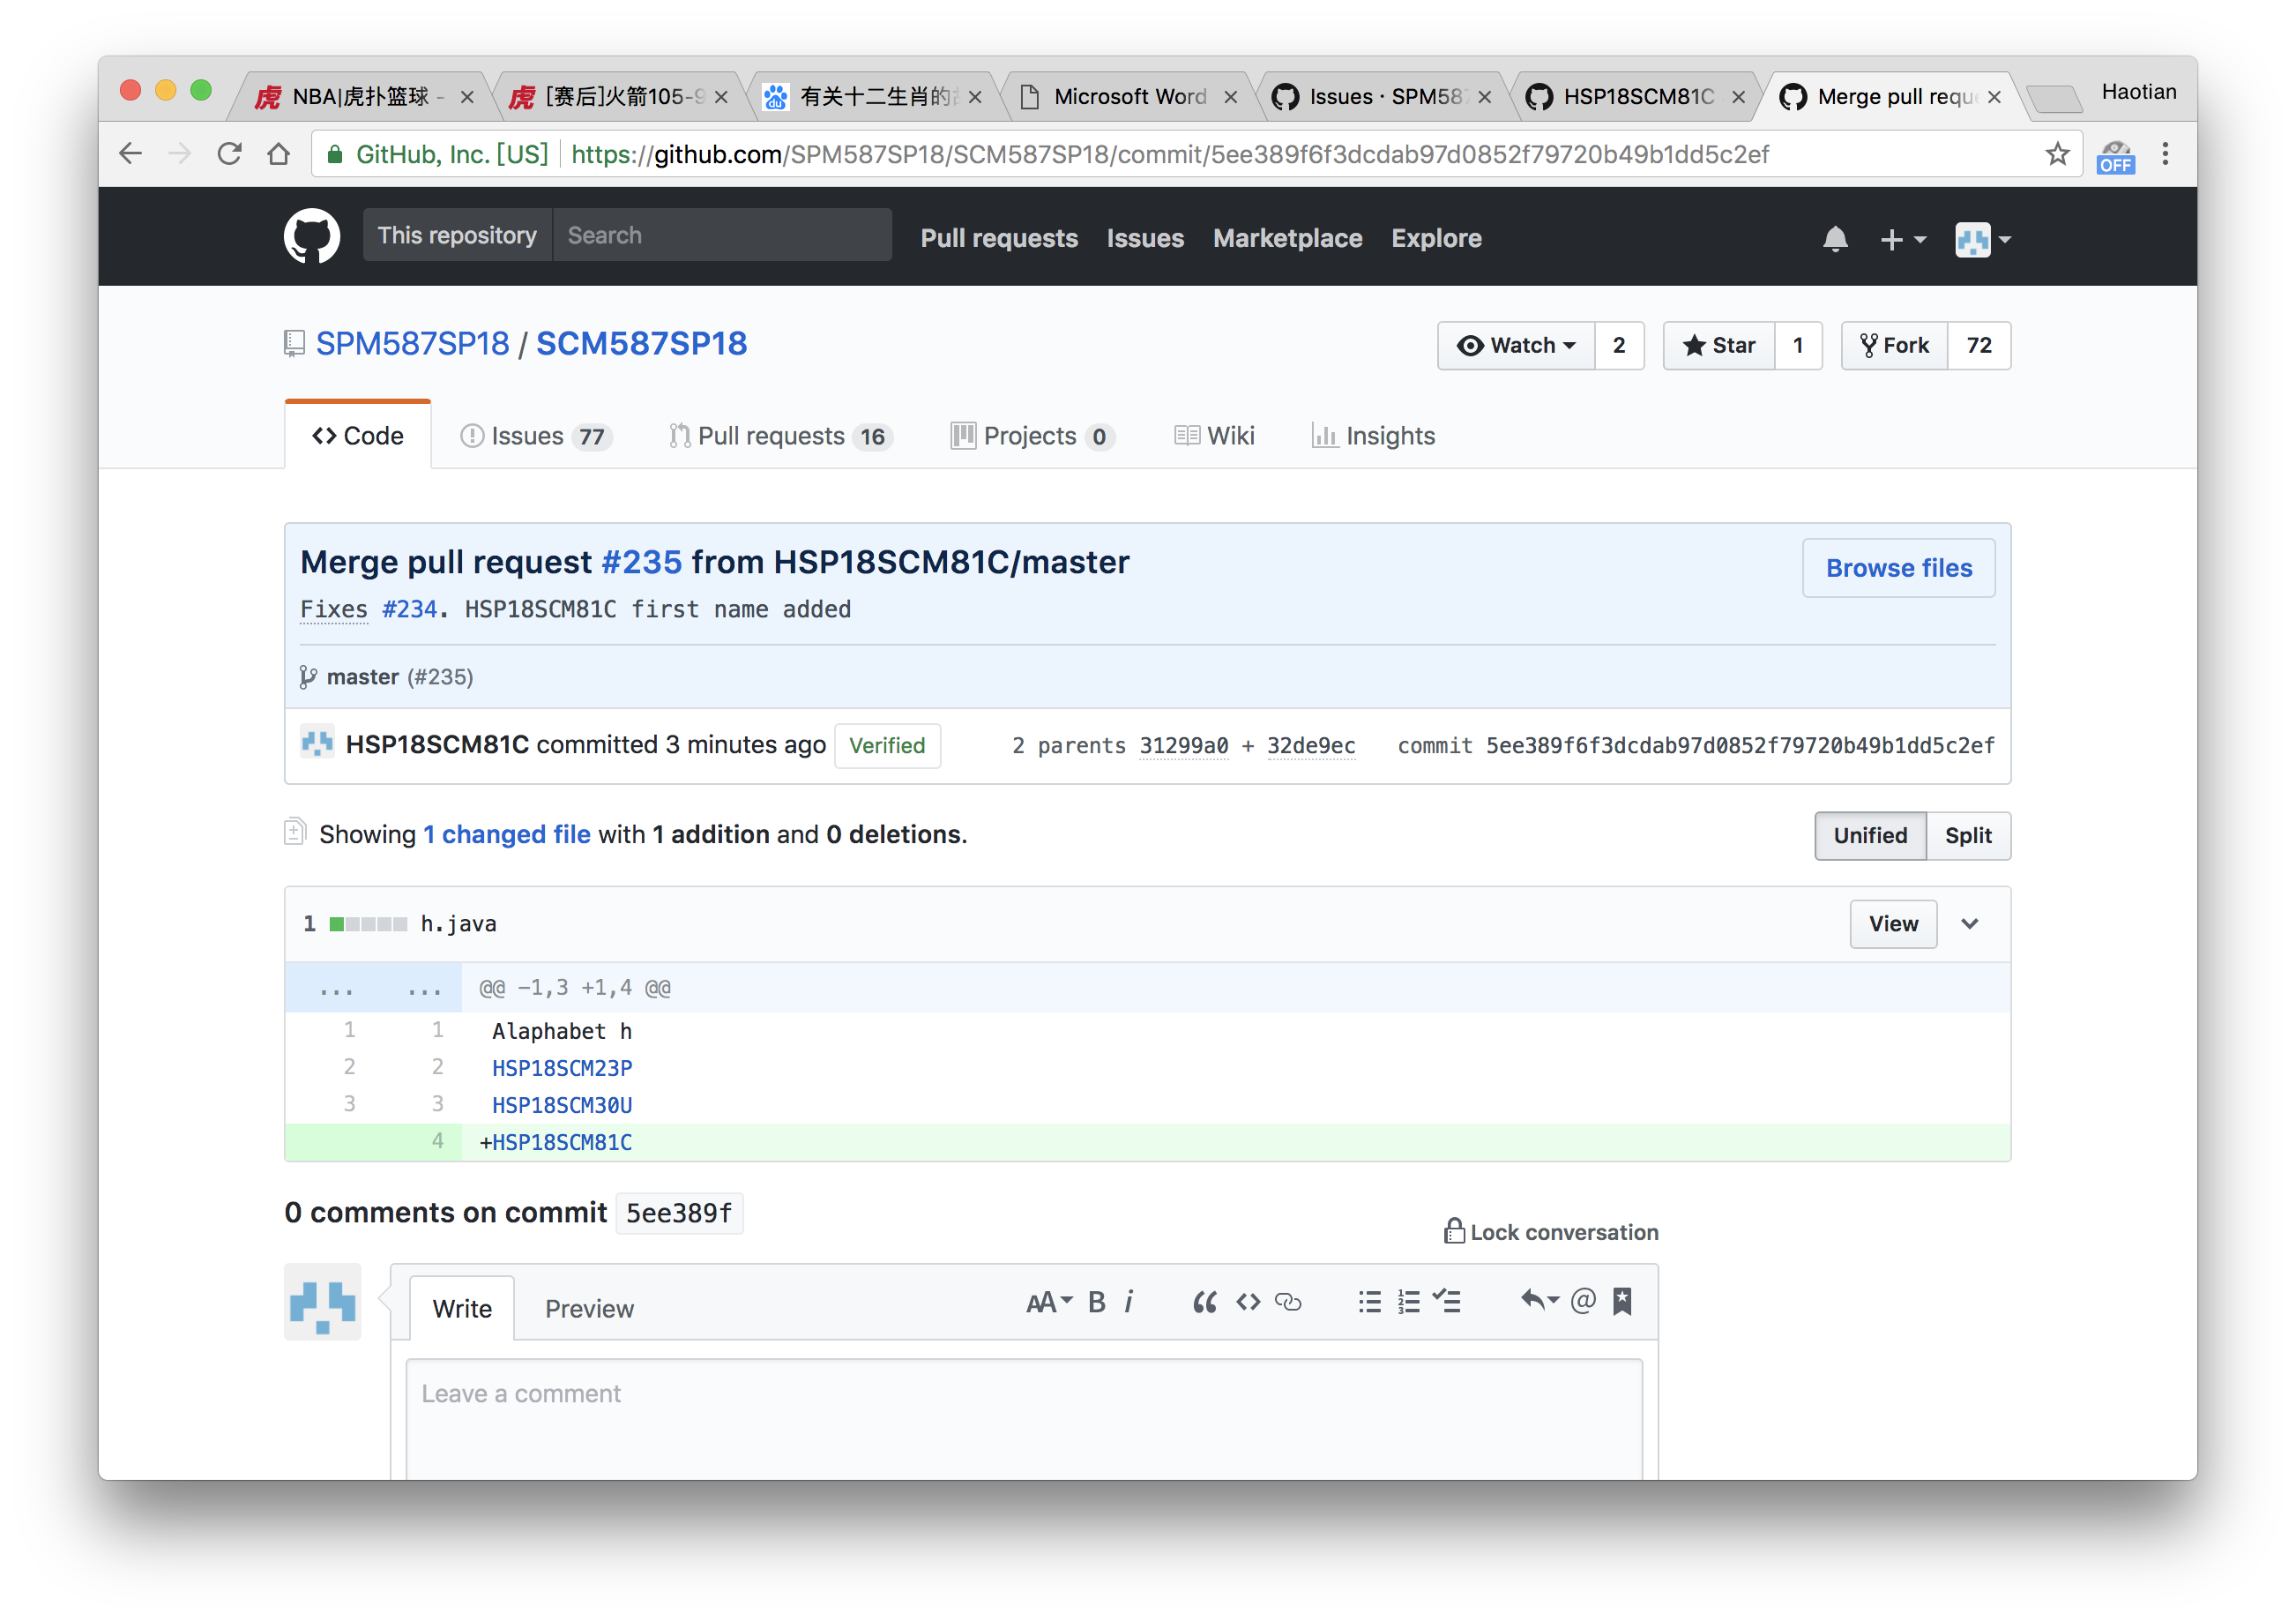 NBA|虎扑篮球 -
[赛后]火箭105-9
有关十二生肖的
Microsoft Word
Issues · SPM587
HSP18SCM81C
Merge pull requ
Haotian
GitHub, Inc. [US] https://github.com/SPM587SP18/SCM587SP18/commit/5ee389f6f3dcdab97d0852f79720b49b1dd5c2ef
OFF
This repository Search Pull requests Issues Marketplace Explore
SPM587SP18 / SCM587SP18
Watch 2 Star 1 Fork 72
Code Issues 77 Pull requests 16 Projects 0 Wiki Insights
Merge pull request #235 from HSP18SCM81C/master
Browse files
Fixes #234. HSP18SCM81C first name added
master (#235)
HSP18SCM81C committed 3 minutes ago Verified 2 parents 31299a0 + 32de9ec commit 5ee389f6f3dcdab97d0852f79720b49b1dd5c2ef
Showing 1 changed file with 1 addition and 0 deletions.
Unified Split
1 h.java View
... ... @@ -1,3 +1,4 @@
1 1 Alaphabet h
2 2 HSP18SCM23P
3 3 HSP18SCM30U
4 +HSP18SCM81C
0 comments on commit 5ee389f
Lock conversation
Write Preview
Leave a comment